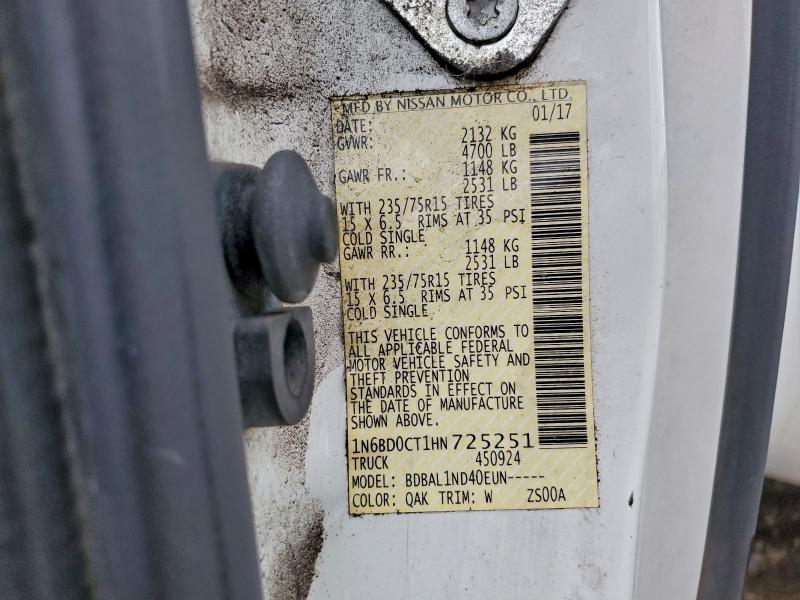 MFD BY NISSAN MOTOR CO., LTD.
DATE: 01/17
GVWR: 2132 KG
4700 LB
GAWR FR.: 1148 KG
2531 LB
WITH 235/75R15 TIRES
15 X 6.5 RIMS AT 35 PSI
COLD SINGLE
GAWR RR.: 1148 KG
2531 LB
WITH 235/75R15 TIRES
15 X 6.5 RIMS AT 35 PSI
COLD SINGLE
THIS VEHICLE CONFORMS TO
ALL APPLICABLE FEDERAL
MOTOR VEHICLE SAFETY AND
THEFT PREVENTION
STANDARDS IN EFFECT ON
THE DATE OF MANUFACTURE
SHOWN ABOVE.
1N6BD0CT1HN725251
TRUCK 450924
MODEL: BDBAL1ND40EUN-----
COLOR: QAK TRIM: W ZS00A